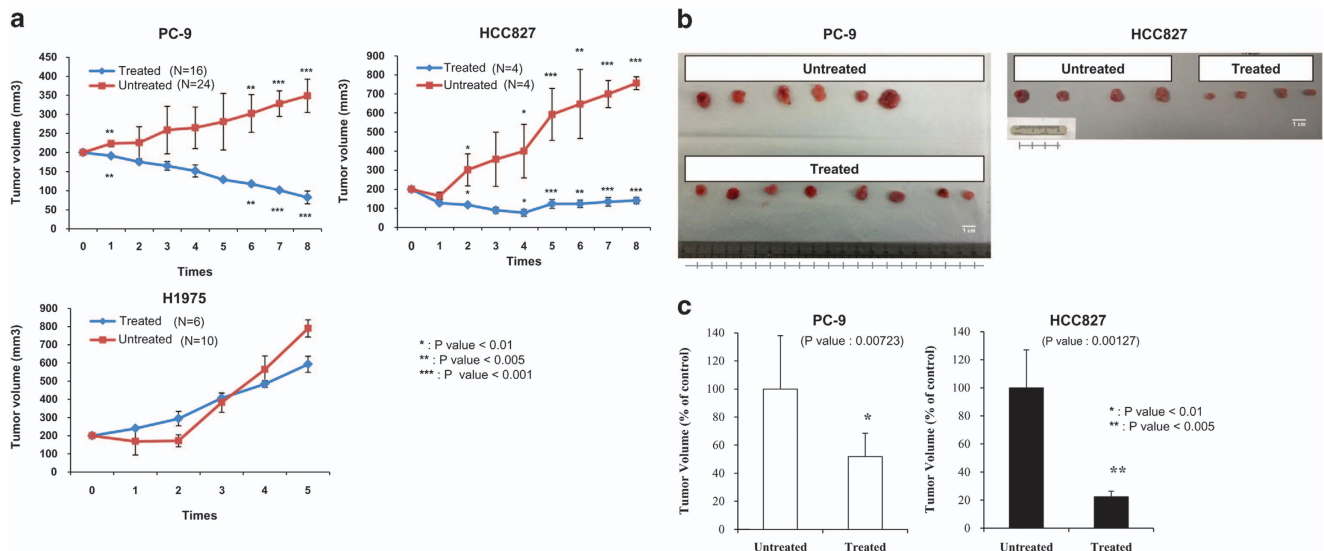 a
PC-9
Tumor volume (mm3)
450
400
350
300
250
200
150
100
50
0
Treated (N=16)
Untreated (N=24)
**
**
**
***
***
**
***
***
0 1 2 3 4 5 6 7 8
Times
HCC827
Tumor volume (mm3)
900
800
700
600
500
400
300
200
100
0
Treated (N=4)
Untreated (N=4)
*
*
***
**
***
***
*
*
***
**
***
***
0 1 2 3 4 5 6 7 8
Times
H1975
Tumor volume (mm3)
900
800
700
600
500
400
300
200
100
0
Treated (N=6)
Untreated (N=10)
0 1 2 3 4 5
Times
* : P value < 0.01
** : P value < 0.005
*** : P value < 0.001
b
PC-9
Untreated
Treated
1 cm
HCC827
Untreated
Treated
1 cm
c
PC-9
(P value : 0.00723)
Tumor Volume (% of control)
140
120
100
80
60
40
20
0
*
Untreated Treated
HCC827
(P value : 0.00127)
Tumor Volume (% of control)
140
120
100
80
60
40
20
0
**
Untreated Treated
* : P value < 0.01
** : P value < 0.005